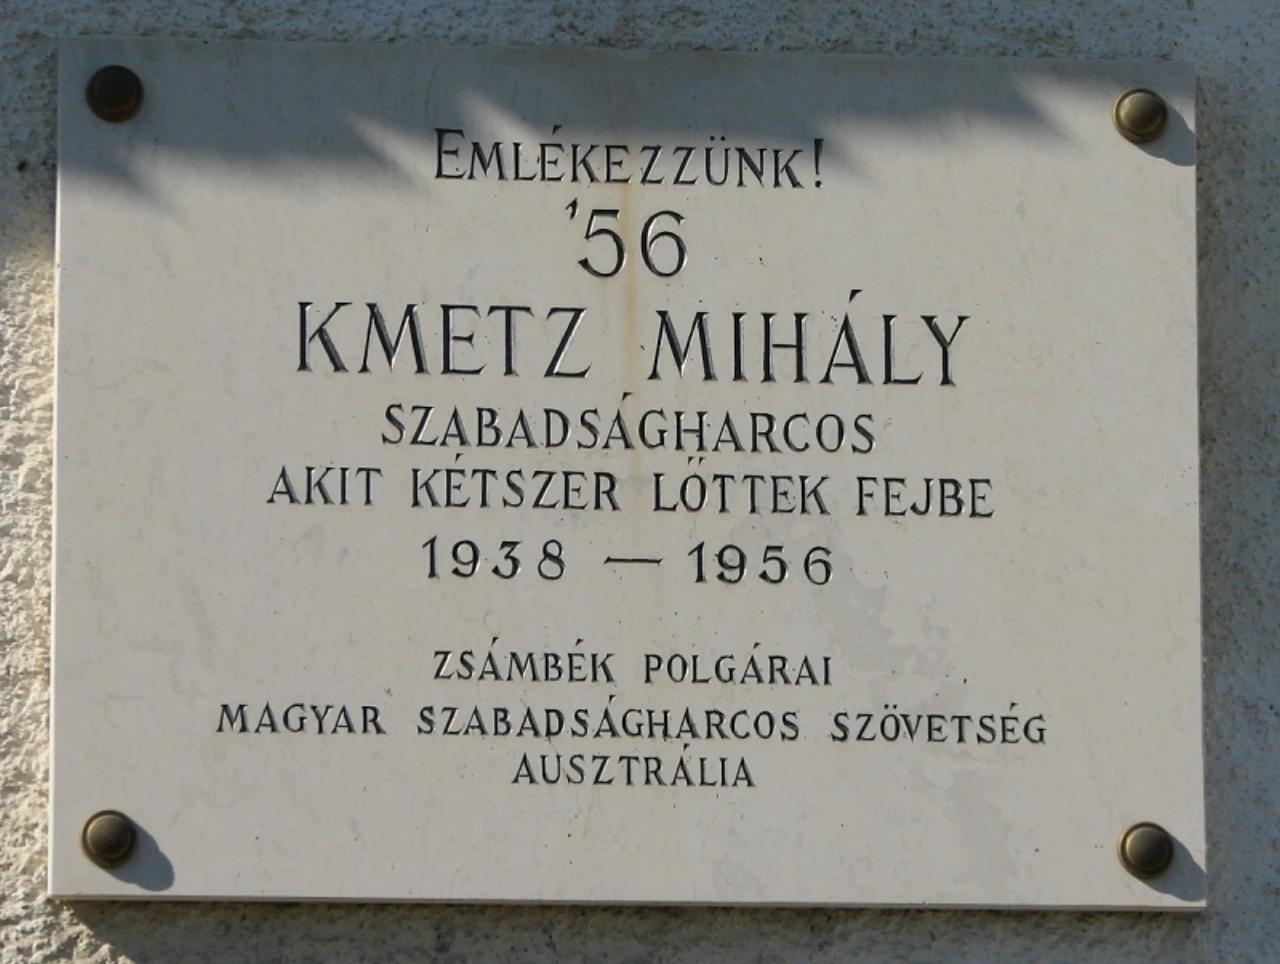 EMLÉKEZZÜNK!
'56
KMETZ MIHÁLY
SZABADSÁGHARCOS
AKIT KÉTSZER LŐTTEK FEJBE
1938 — 1956
ZSÁMBÉK POLGÁRAI
MAGYAR SZABADSÁGHARCOS SZÖVETSÉG
AUSZTRÁLIA